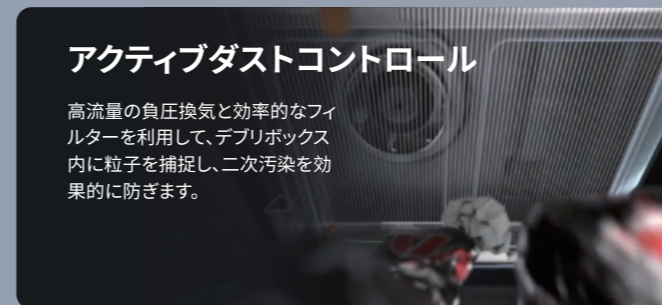 アクティブダストコントロール
高流量の負圧換気と効率的なフィ
ルターを利用して、デブリボックス
内に粒子を捕捉し、二次汚染を効
果的に防ぎます。